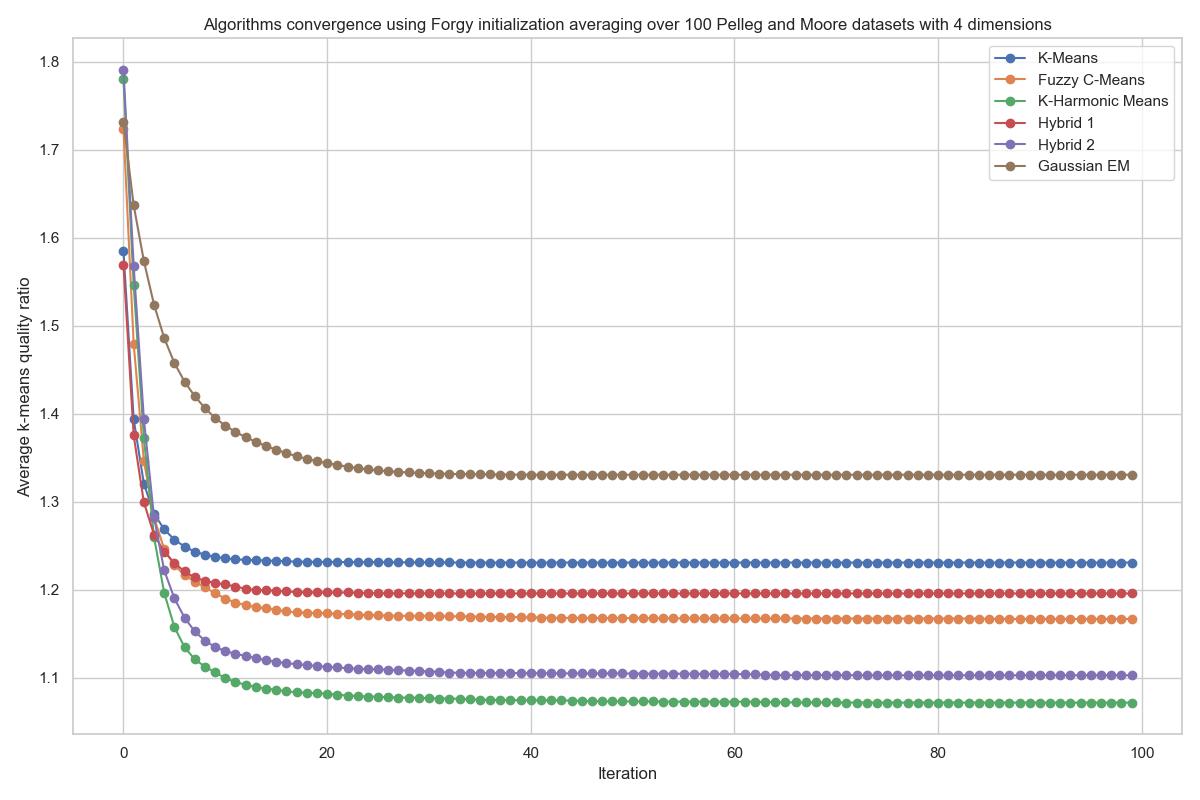 Algorithms convergence using Forgy initialization averaging over 100 Pelleg and Moore datasets with 4 dimensions
K-Means
Fuzzy C-Means
K-Harmonic Means
Hybrid 1
Hybrid 2
Gaussian EM
Average k-means quality ratio
1.8
1.7
1.6
1.5
1.4
1.3
1.2
1.1
0
20
40
60
80
100
Iteration